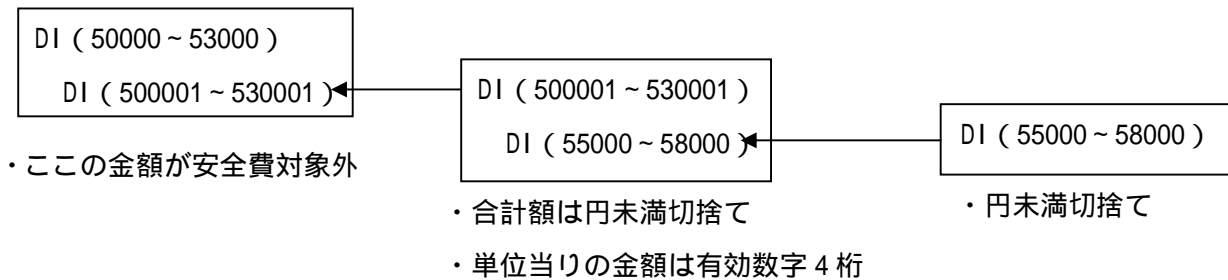 DI（50000～53000）
DI（500001～530001）
・ここの金額が安全費対象外
DI（500001～530001）
DI（55000～58000）
・合計額は円未満切捨て
・単位当りの金額は有効数字4桁
DI（55000～58000）
・円未満切捨て